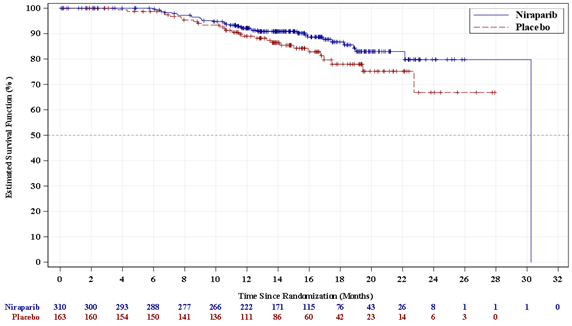 Niraparib
Placebo
100
90
80
70
60
50
40
30
20
10
0
Estimated Survival Function (%)
0 2 4 6 8 10 12 14 16 18 20 22 24 26 28 30 32
Time Since Randomization (Months)
Niraparib 310 300 293 288 277 266 222 171 115 76 43 26 8 1 1 1 0
Placebo 163 160 154 150 141 136 111 86 60 42 23 14 6 3 0